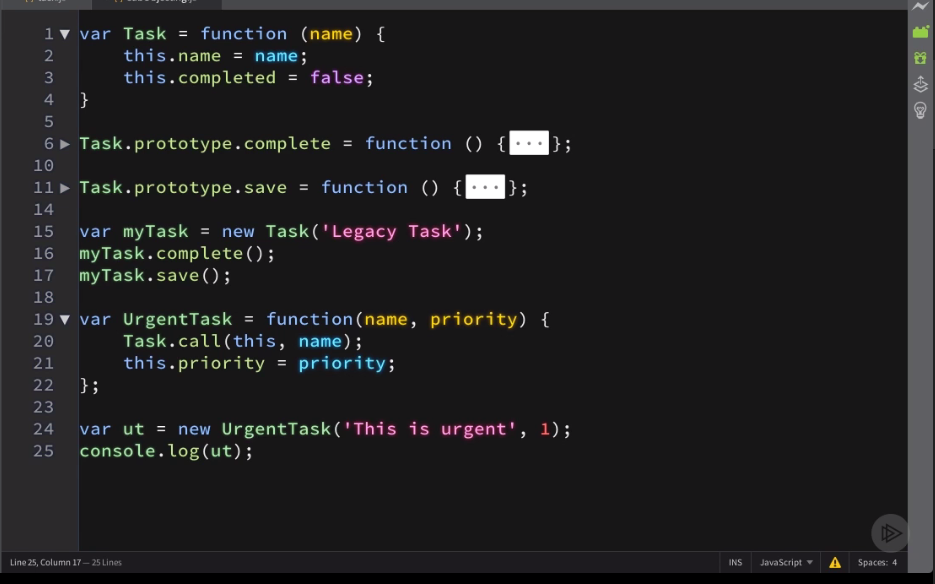 1 var Task = function (name) {
2 this.name = name;
3 this.completed = false;
4 }
5
6 Task.prototype.complete = function () {...};
10
11 Task.prototype.save = function () {...};
14
15 var myTask = new Task('Legacy Task');
16 myTask.complete();
17 myTask.save();
18
19 var UrgentTask = function(name, priority) {
20 Task.call(this, name);
21 this.priority = priority;
22 };
23
24 var ut = new UrgentTask('This is urgent', 1);
25 console.log(ut);
Line 25, Column 17 — 25 Lines INS JavaScript Spaces: 4